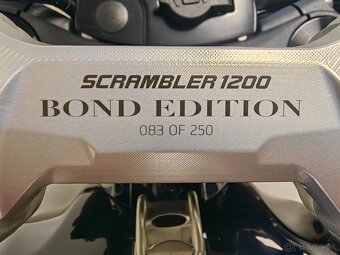 SCRAMBLER 1200
BOND EDITION
083 OF 250